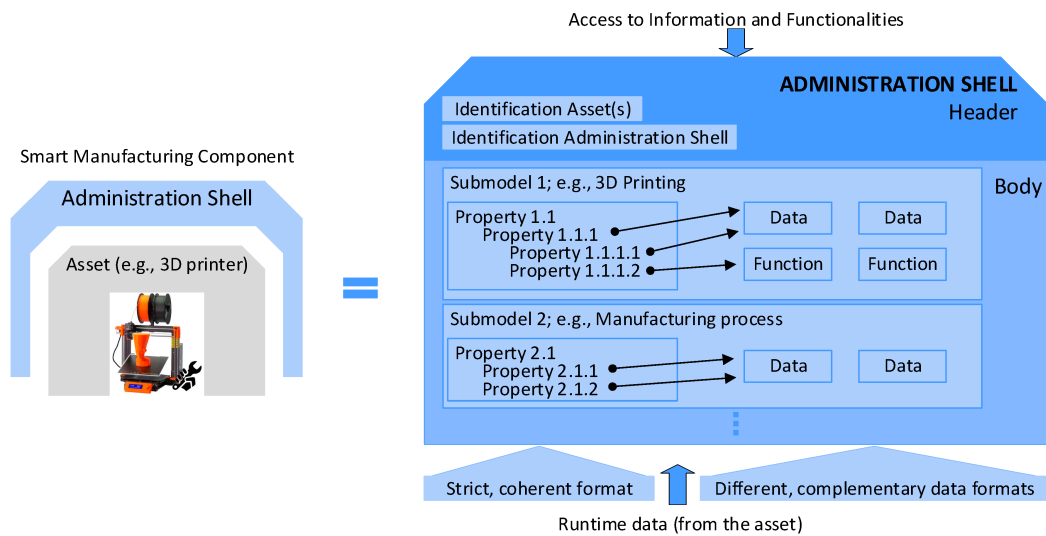 Access to Information and Functionalities
ADMINISTRATION SHELL
Header
Identification Asset(s)
Identification Administration Shell
Smart Manufacturing Component
Administration Shell
Asset (e.g., 3D printer)
Body
Submodel 1; e.g., 3D Printing
Property 1.1
Property 1.1.1
Property 1.1.1.1
Property 1.1.1.2
Data
Data
Function
Function
Submodel 2; e.g., Manufacturing process
Property 2.1
Property 2.1.1
Property 2.1.2
Data
Data
Strict, coherent format
Different, complementary data formats
Runtime data (from the asset)